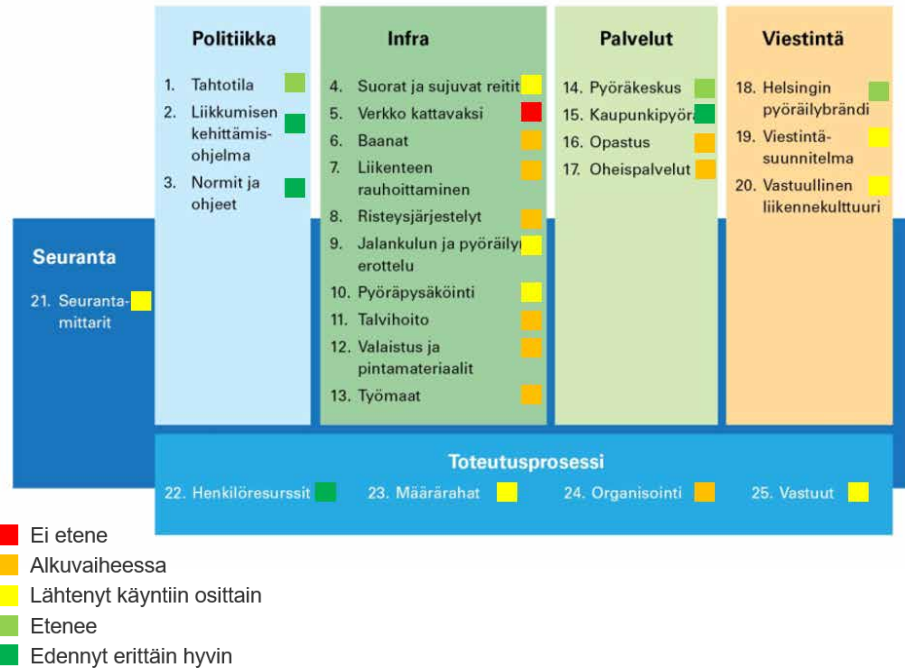 Politiikka
1. Tahtotila
2. Liikkumisen
kehittämis-
ohjelma
3. Normit ja
ohjeet
Infra
4. Suorat ja sujuvat reitit
5. Verkko kattavaksi
6. Baanat
7. Liikenteen
rauhoittaminen
8. Risteysjärjestelyt
9. Jalankulun ja pyöräily
erottelu
10. Pyöräpysäköinti
11. Talvihoito
12. Valaistus ja
pintamateriaalit
13. Työmaat
Palvelut
14. Pyöräkeskus
15. Kaupunkipyörä
16. Opastus
17. Oheispalvelut
Viestintä
18. Helsingin
pyöräilybrändi
19. Viestintä-
suunnitelma
20. Vastuullinen
liikennekulttuuri
Seuranta
21. Seuranta-
mittarit
Toteutusprosessi
22. Henkilöresurssit
23. Määrärahat
24. Organisointi
25. Vastuut
Ei etene
Alkuvaiheessa
Lähtenyt käyntiin osittain
Etenee
Edennyt erittäin hyvin